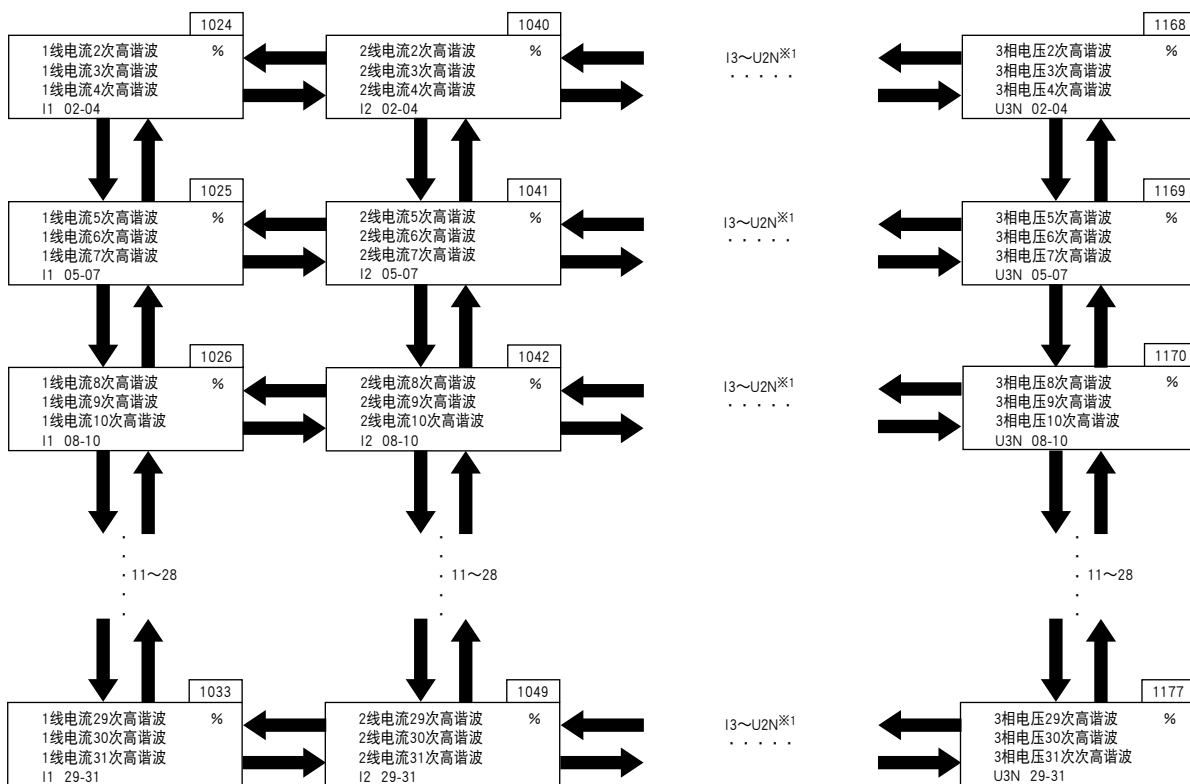 1024
1线电流2次高谐波 %
1线电流3次高谐波
1线电流4次高谐波
I1 02-04
1040
2线电流2次高谐波 %
2线电流3次高谐波
2线电流4次高谐波
I2 02-04
I3～U2N※1
・・・・・
1168
3相电压2次高谐波 %
3相电压3次高谐波
3相电压4次高谐波
U3N 02-04
1025
1线电流5次高谐波 %
1线电流6次高谐波
1线电流7次高谐波
I1 05-07
1041
2线电流5次高谐波 %
2线电流6次高谐波
2线电流7次高谐波
I2 05-07
I3～U2N※1
・・・・・
1169
3相电压5次高谐波 %
3相电压6次高谐波
3相电压7次高谐波
U3N 05-07
1026
1线电流8次高谐波 %
1线电流9次高谐波
1线电流10次高谐波
I1 08-10
1042
2线电流8次高谐波 %
2线电流9次高谐波
2线电流10次高谐波
I2 08-10
I3～U2N※1
・・・・・
1170
3相电压8次高谐波 %
3相电压9次高谐波
3相电压10次高谐波
U3N 08-10
11～28
11～28
11～28
1033
1线电流29次高谐波 %
1线电流30次高谐波
1线电流31次高谐波
I1 29-31
1049
2线电流29次高谐波 %
2线电流30次高谐波
2线电流31次高谐波
I2 29-31
I3～U2N※1
・・・・・
1177
3相电压29次高谐波 %
3相电压30次高谐波
3相电压31次次高谐波
U3N 29-31